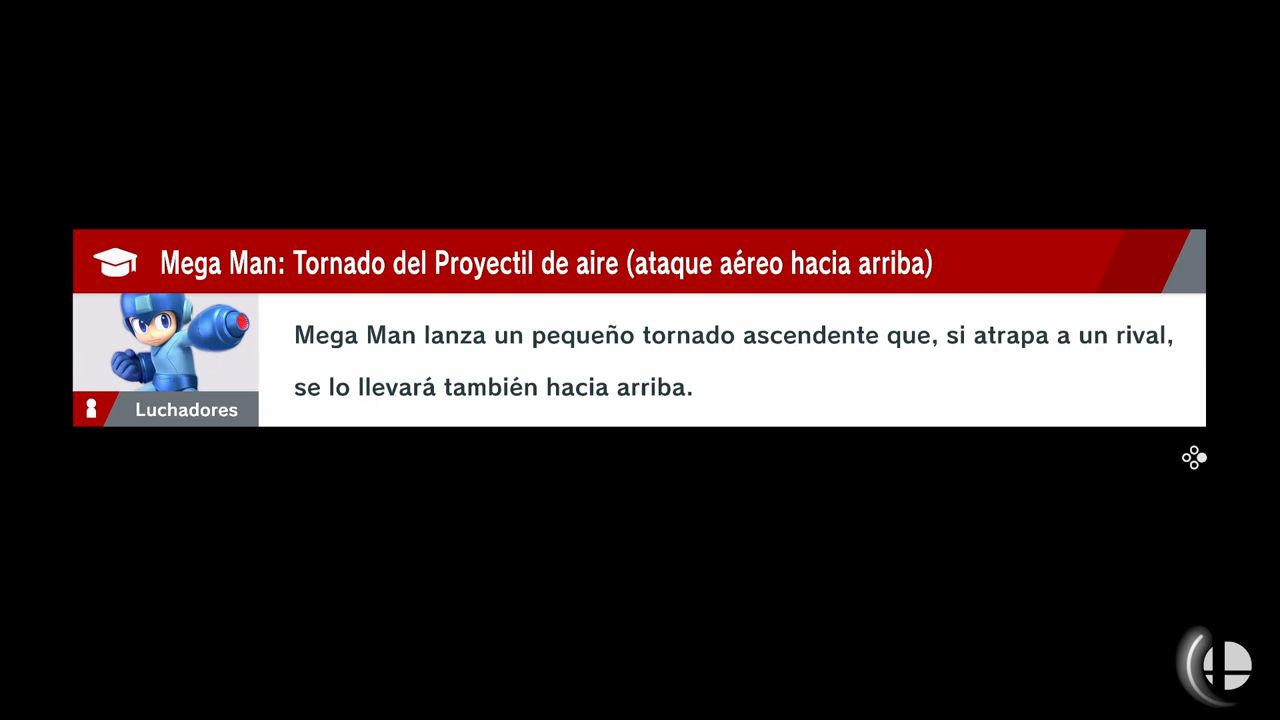 Mega Man: Tornado del Proyectil de aire (ataque aéreo hacia arriba)
Mega Man lanza un pequeño tornado ascendente que, si atrapa a un rival,
se lo llevará también hacia arriba.
Luchadores